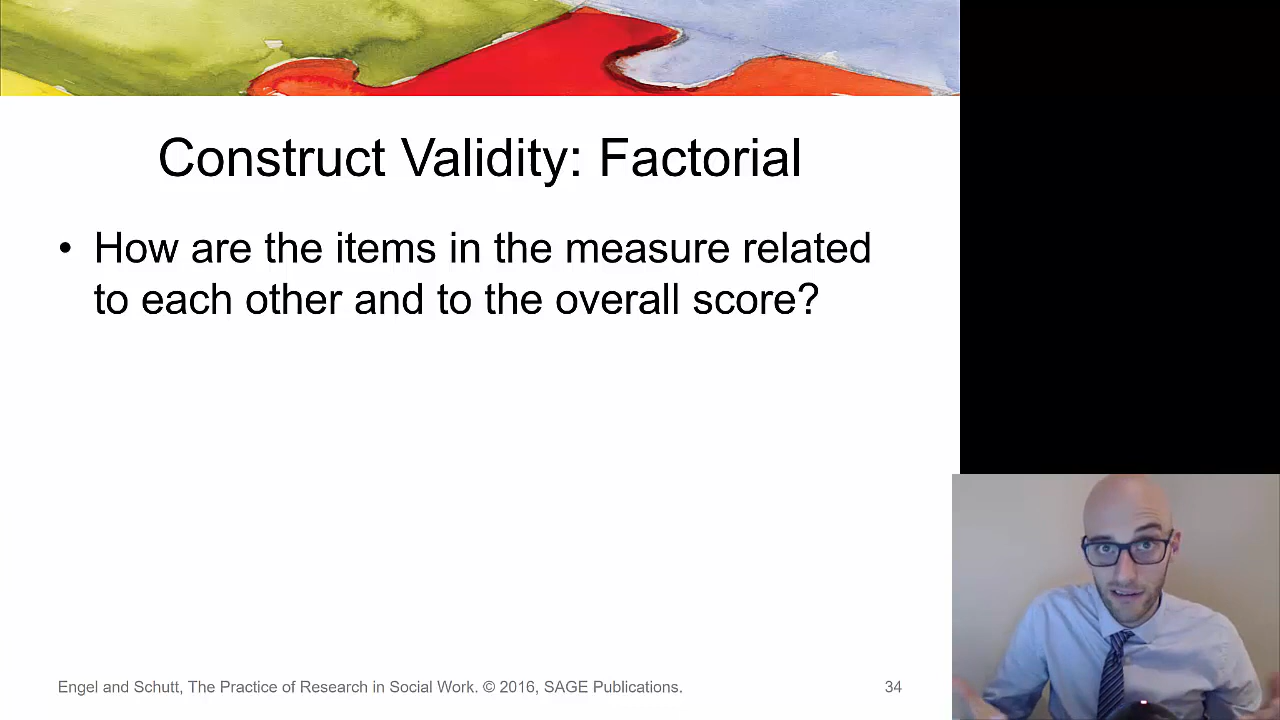 Construct Validity: Factorial
• How are the items in the measure related
to each other and to the overall score?
Engel and Schutt, The Practice of Research in Social Work. © 2016, SAGE Publications.
34